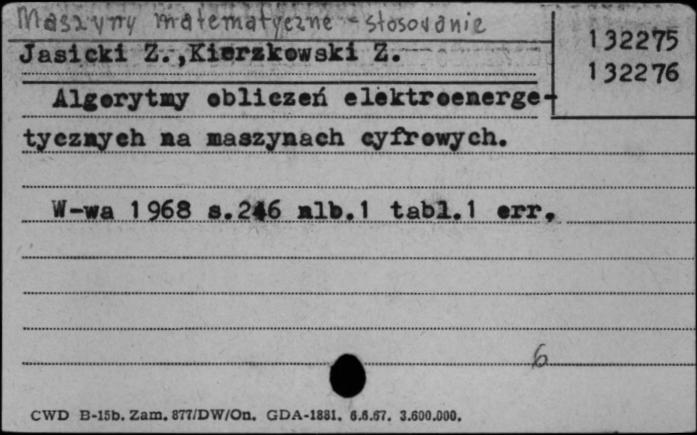 Maszyny matematyczne - stosowanie
132275
Jasicki Z.,Kierzkowski Z.
132276
Algorytmy obliczeń elektroenerge-
tycznych na maszynach cyfrowych.
W-wa 1968 s.246 nlb.1 tabl.1 err.
6
CWD B-15b. Zam. 877/DW/On. GDA-1881. 6.6.67. 3.600.000.